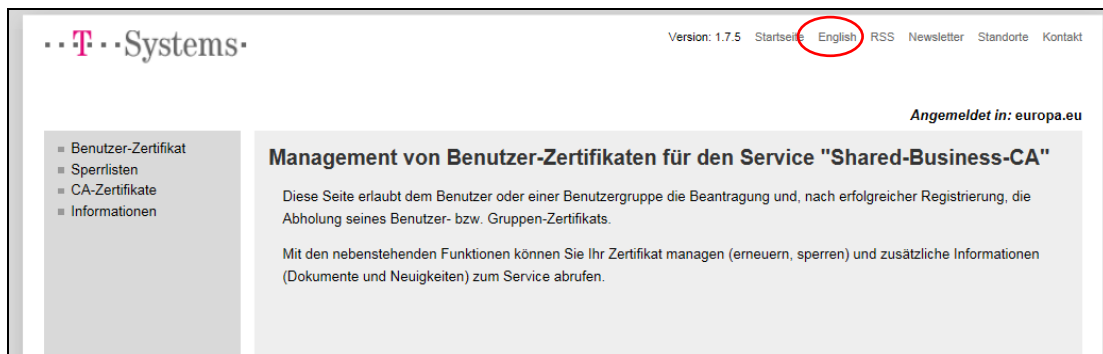 ··T··Systems·
Version: 1.7.5 Startseite English RSS Newsletter Standorte Kontakt
Angemeldet in: europa.eu
Benutzer-Zertifikat
Sperrlisten
CA-Zertifikate
Informationen
Management von Benutzer-Zertifikaten für den Service "Shared-Business-CA"
Diese Seite erlaubt dem Benutzer oder einer Benutzergruppe die Beantragung und, nach erfolgreicher Registrierung, die
Abholung seines Benutzer- bzw. Gruppen-Zertifikats.
Mit den nebenstehenden Funktionen können Sie Ihr Zertifikat managen (erneuern, sperren) und zusätzliche Informationen
(Dokumente und Neuigkeiten) zum Service abrufen.